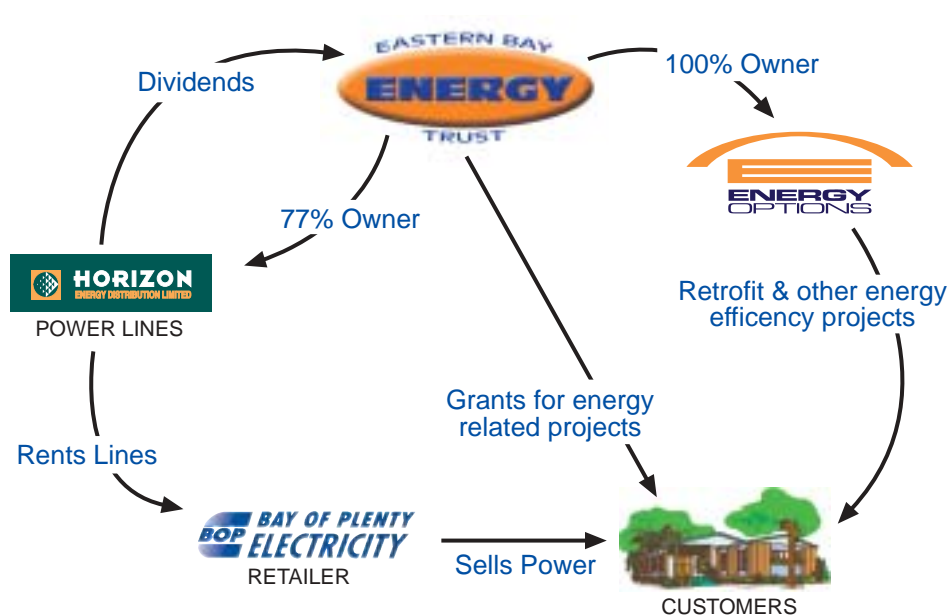 EASTERN BAY
ENERGY
TRUST
Dividends
100% Owner
ENERGY
OPTIONS
77% Owner
HORIZON
ENERGY DISTRIBUTION LIMITED
POWER LINES
Retrofit & other energy
efficency projects
Grants for energy
related projects
Rents Lines
BOP BAY OF PLENTY
ELECTRICITY
RETAILER
Sells Power
CUSTOMERS